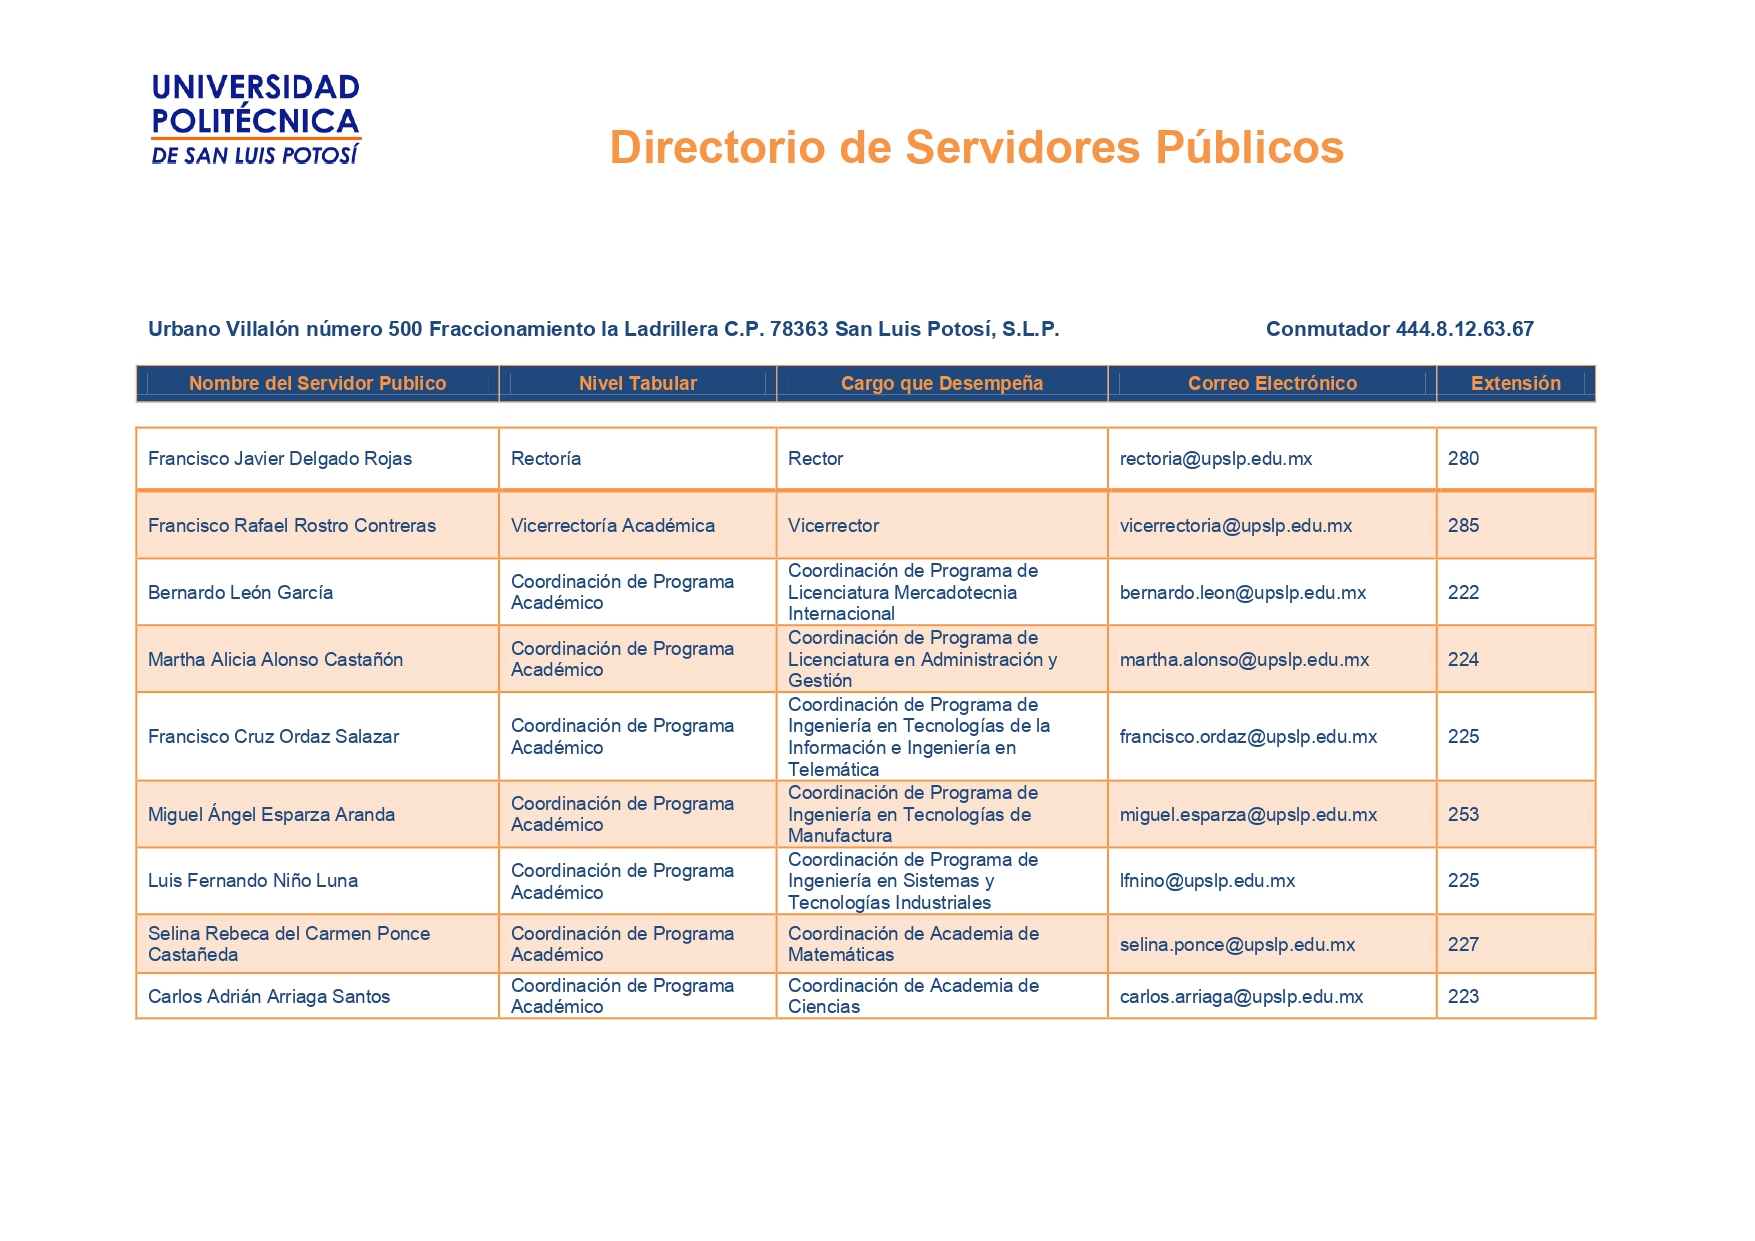 UNIVERSIDAD
POLITÉCNICA
DE SAN LUIS POTOSÍ
Directorio de Servidores Públicos
Urbano Villalón número 500 Fraccionamiento la Ladrillera C.P. 78363 San Luis Potosí, S.L.P. Conmutador 444.8.12.63.67
Nombre del Servidor Publico Nivel Tabular Cargo que Desempeña Correo Electrónico Extensión
Francisco Javier Delgado Rojas Rectoría Rector rectoria@upslp.edu.mx 280
Francisco Rafael Rostro Contreras Vicerrectoría Académica Vicerrector vicerrectoria@upslp.edu.mx 285
Bernardo León García
Coordinación de Programa
Académico
Coordinación de Programa de
Licenciatura Mercadotecnia
Internacional
bernardo.leon@upslp.edu.mx 222
Martha Alicia Alonso Castañón
Coordinación de Programa
Académico
Coordinación de Programa de
Licenciatura en Administración y
Gestión
martha.alonso@upslp.edu.mx 224
Francisco Cruz Ordaz Salazar
Coordinación de Programa
Académico
Coordinación de Programa de
Ingeniería en Tecnologías de la
Información e Ingeniería en
Telemática
francisco.ordaz@upslp.edu.mx 225
Miguel Ángel Esparza Aranda
Coordinación de Programa
Académico
Coordinación de Programa de
Ingeniería en Tecnologías de
Manufactura
miguel.esparza@upslp.edu.mx 253
Luis Fernando Niño Luna
Coordinación de Programa
Académico
Coordinación de Programa de
Ingeniería en Sistemas y
Tecnologías Industriales
lfnino@upslp.edu.mx 225
Selina Rebeca del Carmen Ponce
Castañeda
Coordinación de Programa
Académico
Coordinación de Academia de
Matemáticas
selina.ponce@upslp.edu.mx 227
Carlos Adrián Arriaga Santos
Coordinación de Programa
Académico
Coordinación de Academia de
Ciencias
carlos.arriaga@upslp.edu.mx 223